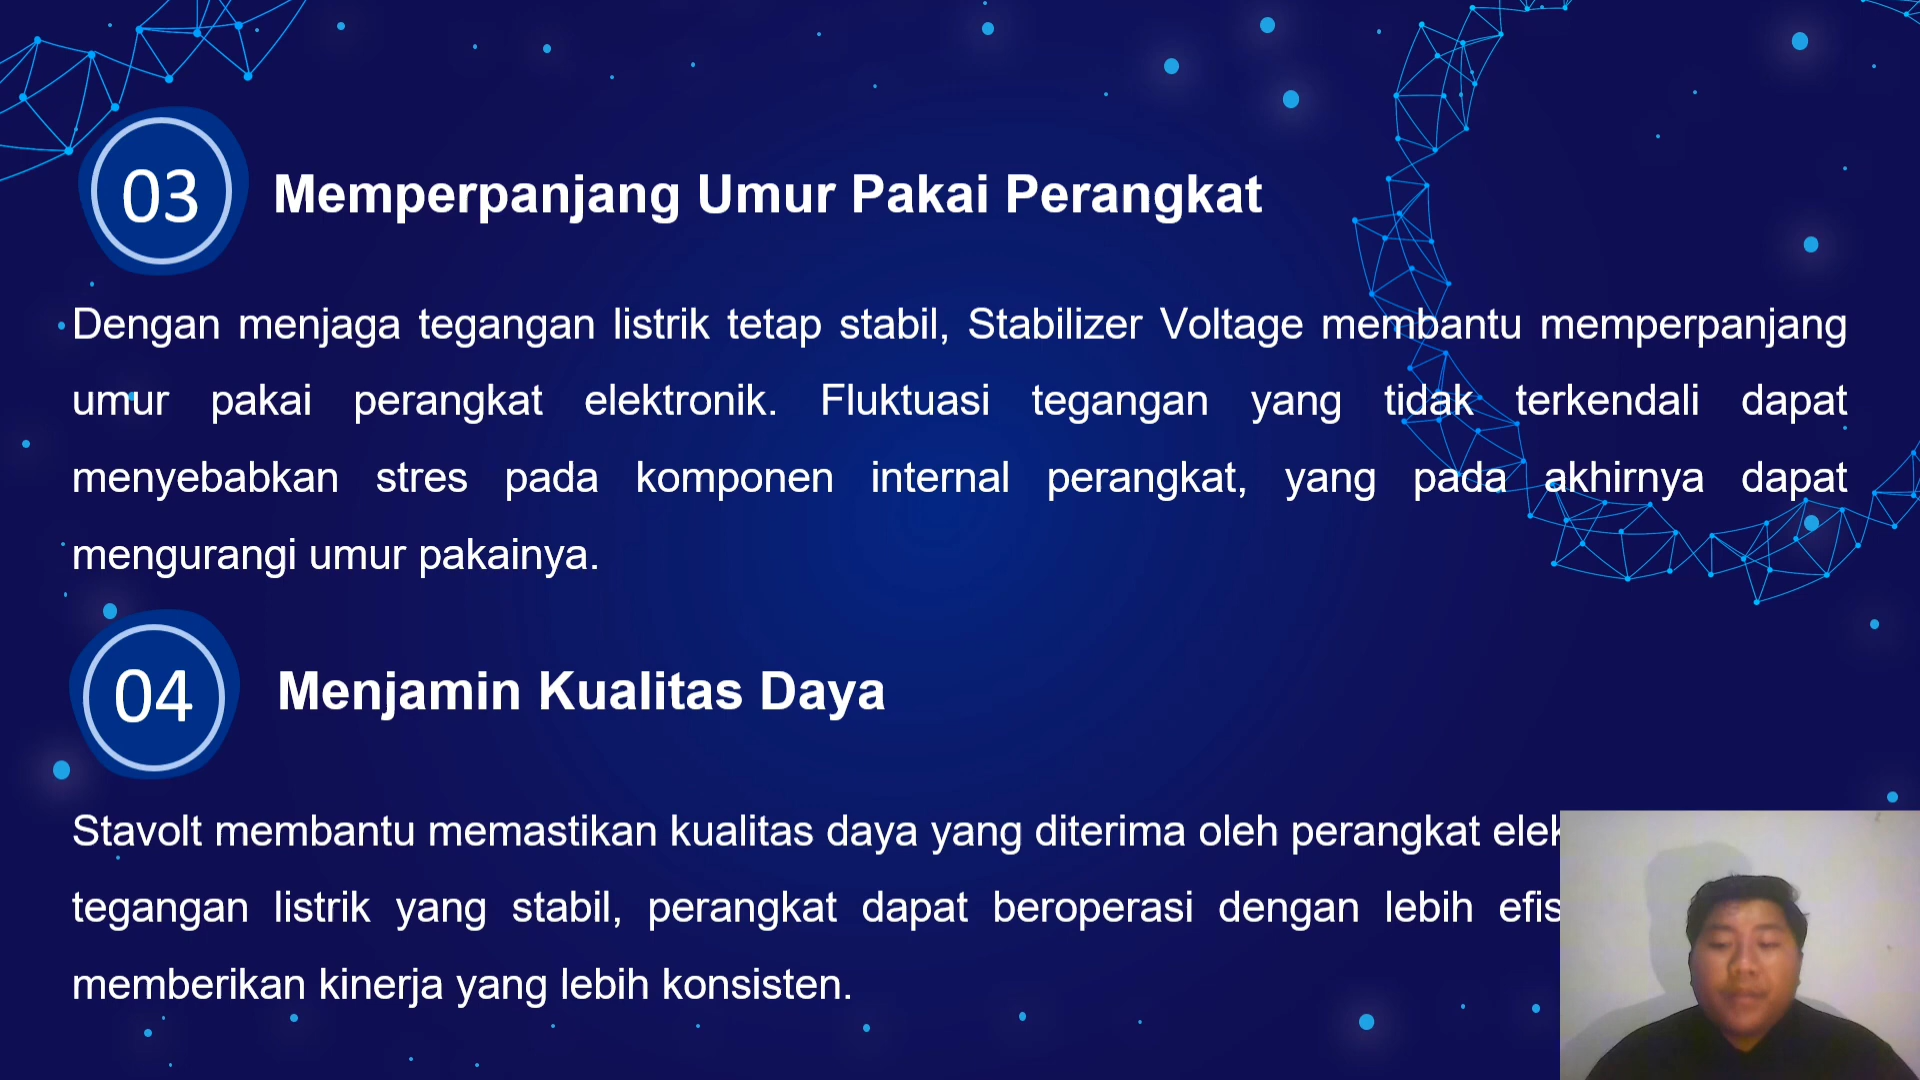 03
Memperpanjang Umur Pakai Perangkat
Dengan menjaga tegangan listrik tetap stabil, Stabilizer Voltage membantu memperpanjang
umur pakai perangkat elektronik. Fluktuasi tegangan yang tidak terkendali dapat
menyebabkan stres pada komponen internal perangkat, yang pada akhirnya dapat
mengurangi umur pakainya.
04
Menjamin Kualitas Daya
Stavolt membantu memastikan kualitas daya yang diterima oleh perangkat
tegangan listrik yang stabil, perangkat dapat beroperasi dengan lebih
memberikan kinerja yang lebih konsisten.